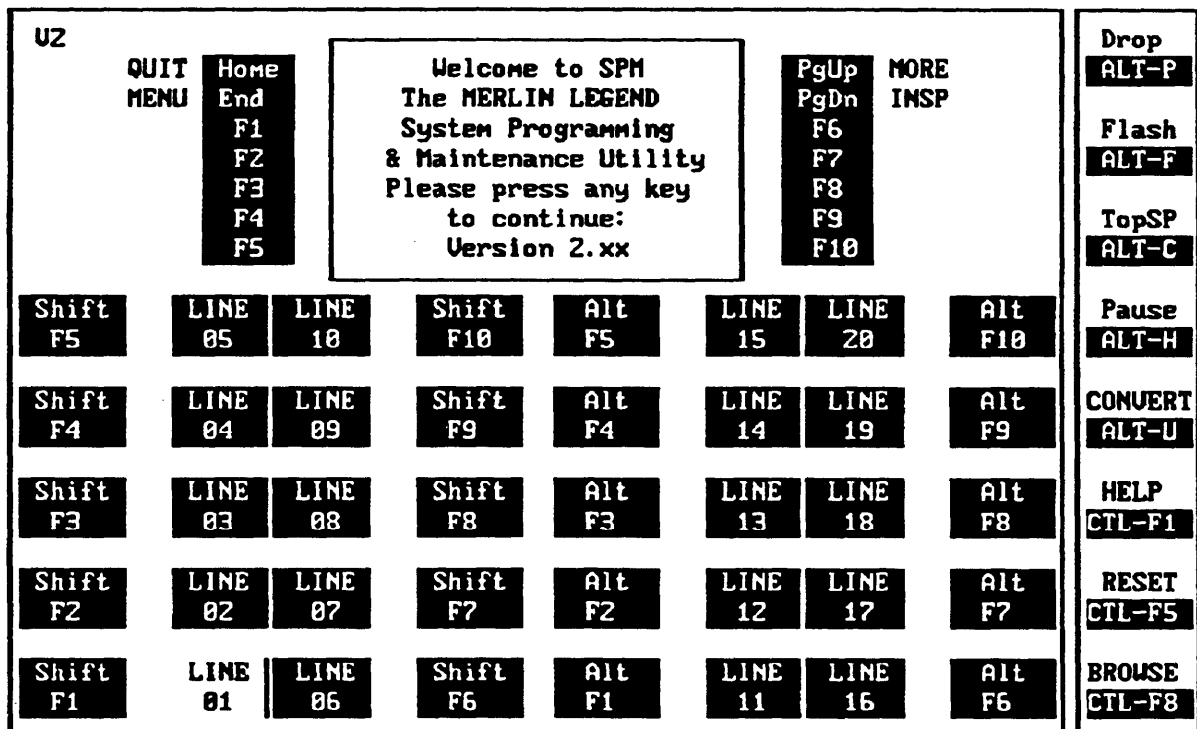 V2
QUIT Home
MENU End
F1
F2
F3
F4
F5
Welcome to SPM
The MERLIN LEGEND
System Programming
& Maintenance Utility
Please press any key
to continue:
Version 2.xx
PgUp MORE
PgDn INSP
F6
F7
F8
F9
F10
Shift LINE LINE Shift Alt LINE LINE Alt
F5 05 10 F10 F5 15 20 F10
Shift LINE LINE Shift Alt LINE LINE Alt
F4 04 09 F9 F4 14 19 F9
Shift LINE LINE Shift Alt LINE LINE Alt
F3 03 08 F8 F3 13 18 F8
Shift LINE LINE Shift Alt LINE LINE Alt
F2 02 07 F7 F2 12 17 F7
Shift LINE LINE Shift Alt LINE LINE Alt
F1 01 06 F6 F1 11 16 F6
Drop
ALT-P
Flash
ALT-F
TopSP
ALT-C
Pause
ALT-H
CONVERT
ALT-U
HELP
CTL-F1
RESET
CTL-F5
BROWSE
CTL-F8